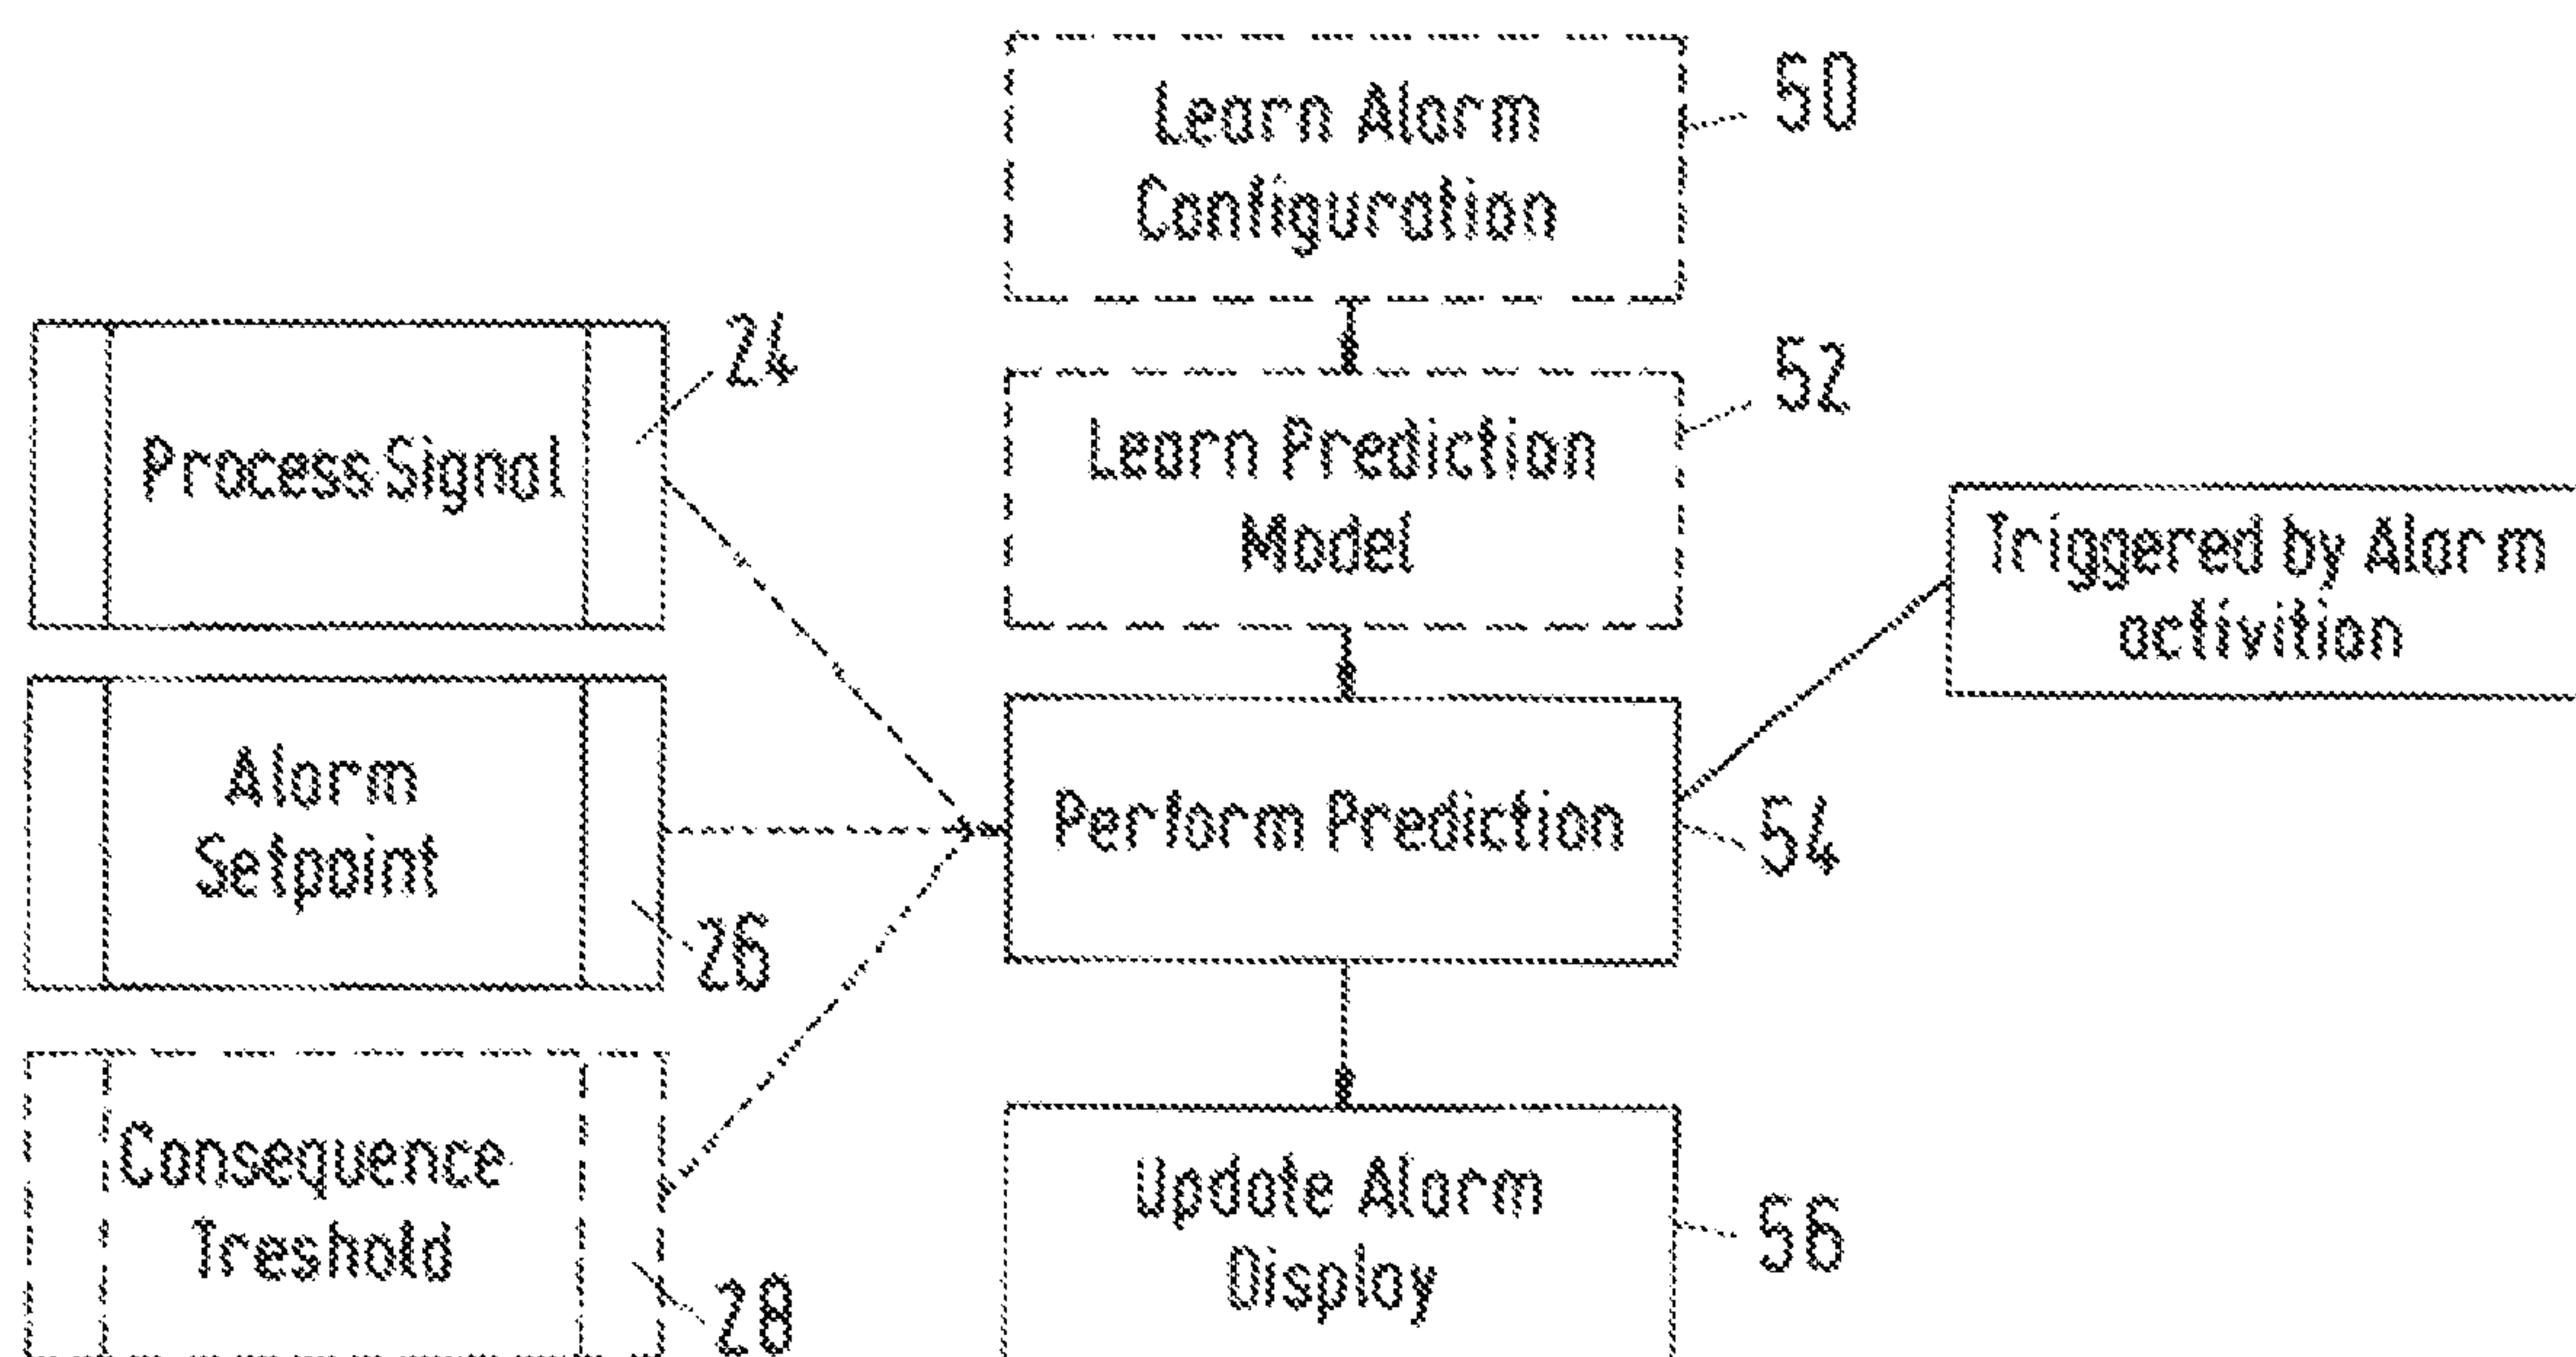 Learn Alarm
Configuration
50
24
Process Signal
Learn Prediction
Model
52
Triggered by Alarm
activition
Alarm
Setpoint
26
Perform Prediction
54
Consequence
Treshold
28
Update Alarm
Display
56